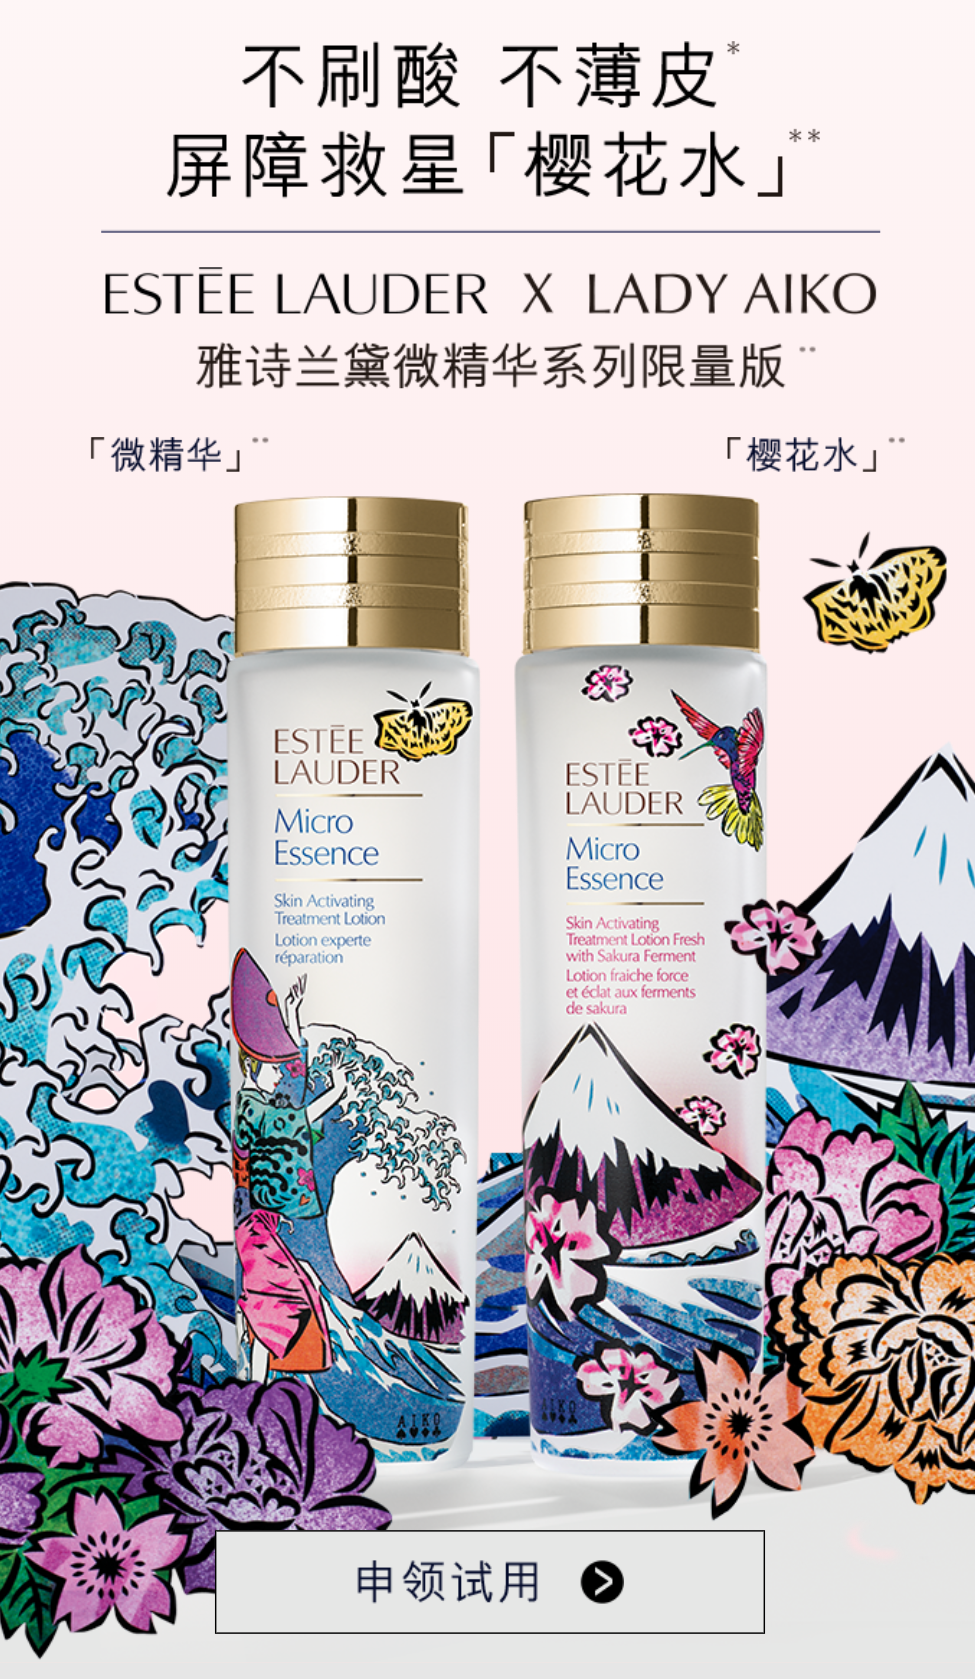 不刷酸 不薄皮*
屏障救星「樱花水」**
ESTĒE LAUDER X LADY AIKO
雅诗兰黛微精华系列限量版**
「微精华」**
「樱花水」**
ESTĒE
LAUDER
Micro
Essence
Skin Activating
Treatment Lotion
Lotion experte
réparation
AIKO
ESTĒE
LAUDER
Micro
Essence
Skin Activating
Treatment Lotion Fresh
with Sakura Ferment
Lotion fraiche force
et éclat aux ferments
de sakura
AIKO
申领试用